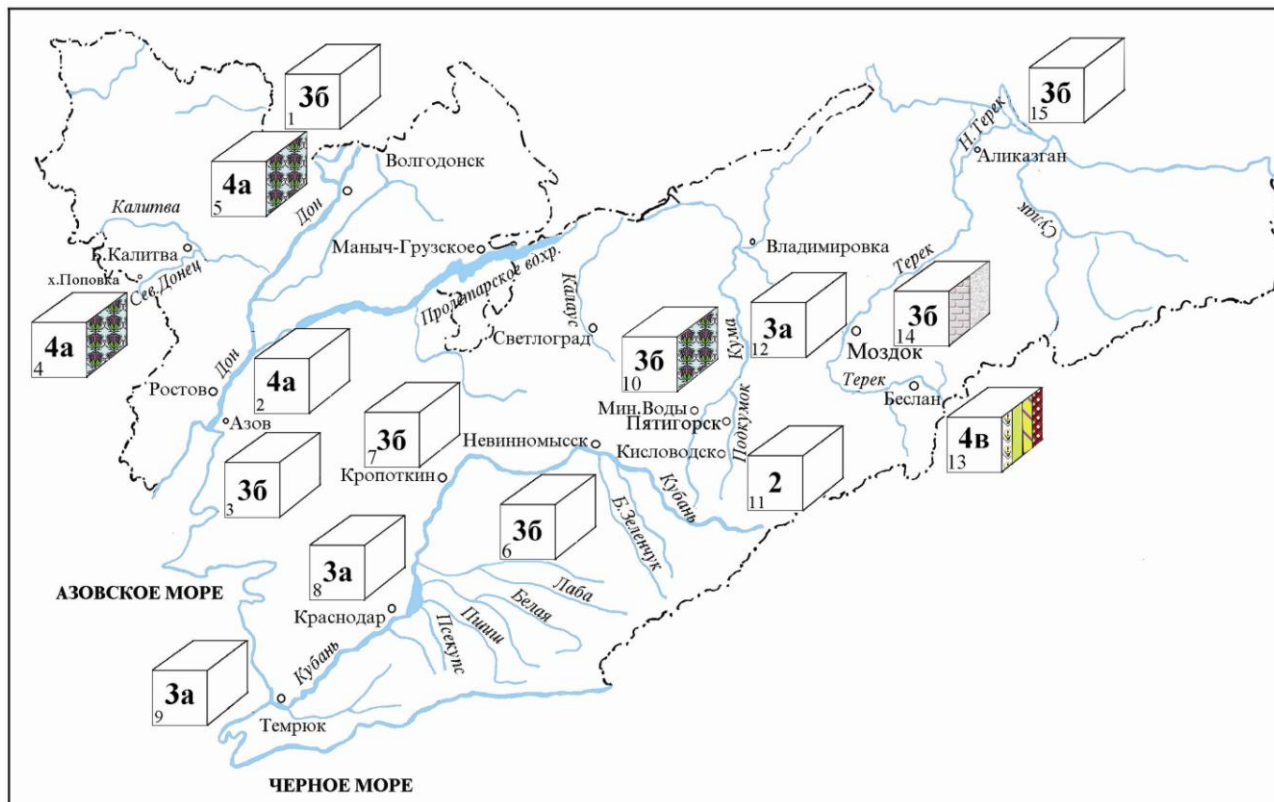 3б
1
15
3б
Н.Терек
Аликазган
4а
5
Волгодонск
Дон
Калитва
Б.Калитва
Маныч-Грузское
Сулак
Владимировка
х.Поповка
Сев.Донец
Пролетарское вдхр.
Калаус
Терек
4а
4
Светлоград
3б
10
Кума
3а
12
3б
14
Моздок
Дон
4а
2
Ростов
Азов
Терек
Беслан
Мин.Воды
Пятигорск
Подкумок
3б
7
Невинномысск
Кисловодск
4в
13
Кропоткин
3б
3
2
11
Кубань
Б.Зеленчук
3б
6
3а
8
АЗОВСКОЕ МОРЕ
Лаба
Белая
Краснодар
Пшиш
Псекупс
Кубань
3а
9
Темрюк
ЧЕРНОЕ МОРЕ